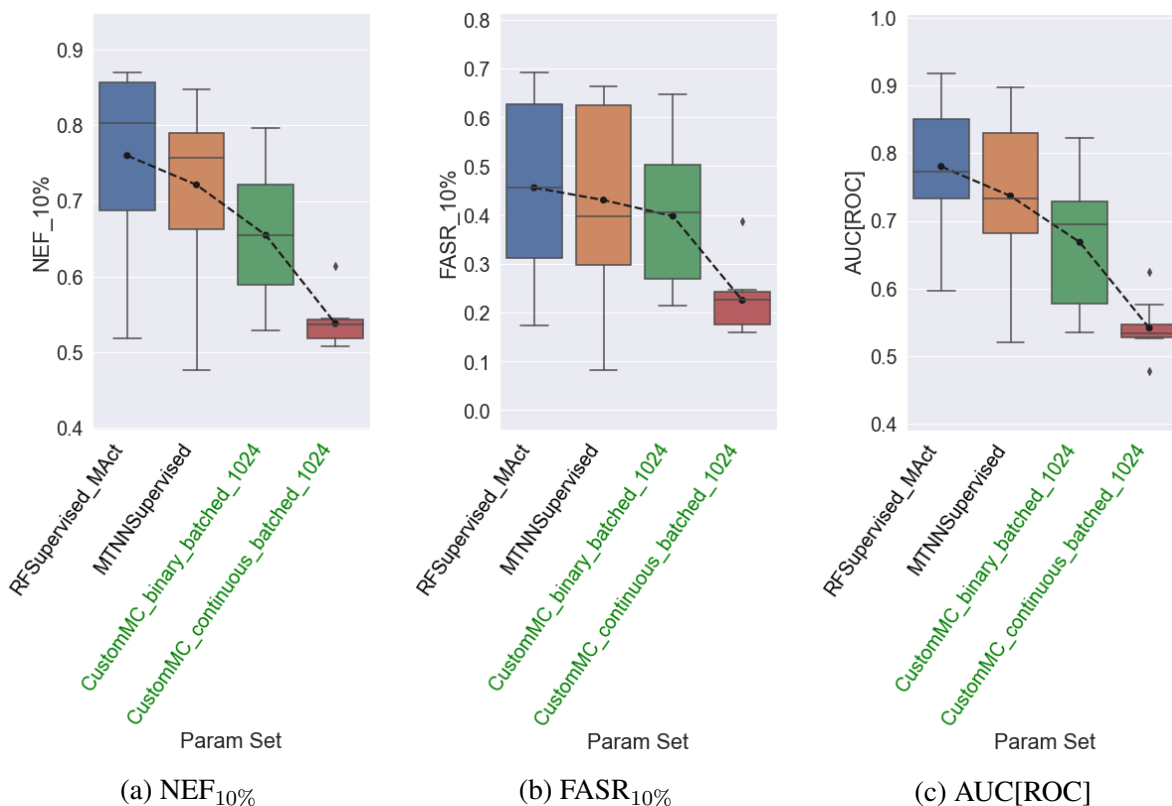 NEF_10%
0.9
0.8
0.7
0.6
0.5
0.4
RFSupervised_MAct
MTNNSupervised
CustomMC_binary_batched_1024
CustomMC_continuous_batched_1024
Param Set
(a) NEF10%
FASR_10%
0.8
0.7
0.6
0.5
0.4
0.3
0.2
0.1
0.0
RFSupervised_MAct
MTNNSupervised
CustomMC_binary_batched_1024
CustomMC_continuous_batched_1024
Param Set
(b) FASR10%
AUC[ROC]
1.0
0.9
0.8
0.7
0.6
0.5
0.4
RFSupervised_MAct
MTNNSupervised
CustomMC_binary_batched_1024
CustomMC_continuous_batched_1024
Param Set
(c) AUC[ROC]